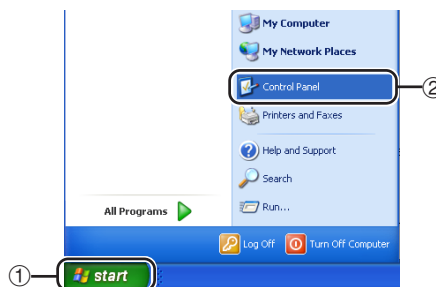 My Computer
My Network Places
Control Panel
②
Printers and Faxes
Help and Support
Search
All Programs
Run...
Log Off
Turn Off Computer
①
start